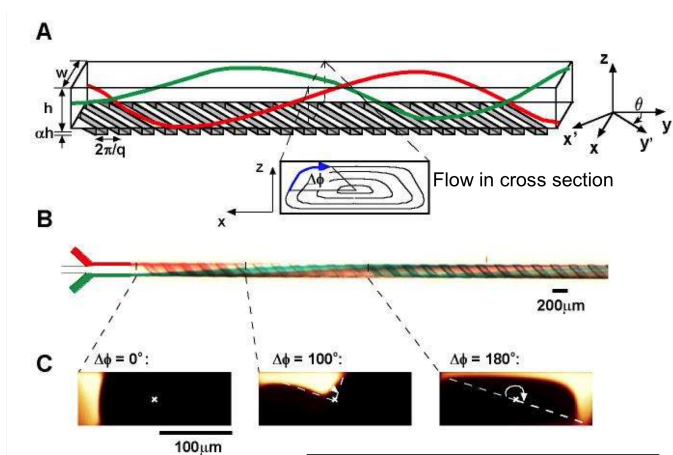 A
w
h
αh
2π/q
z
θ
y
x'
x
y'
z
Δϕ
x
Flow in cross section
B
200μm
C
Δϕ = 0°:
Δϕ = 100°:
Δϕ = 180°:
100μm